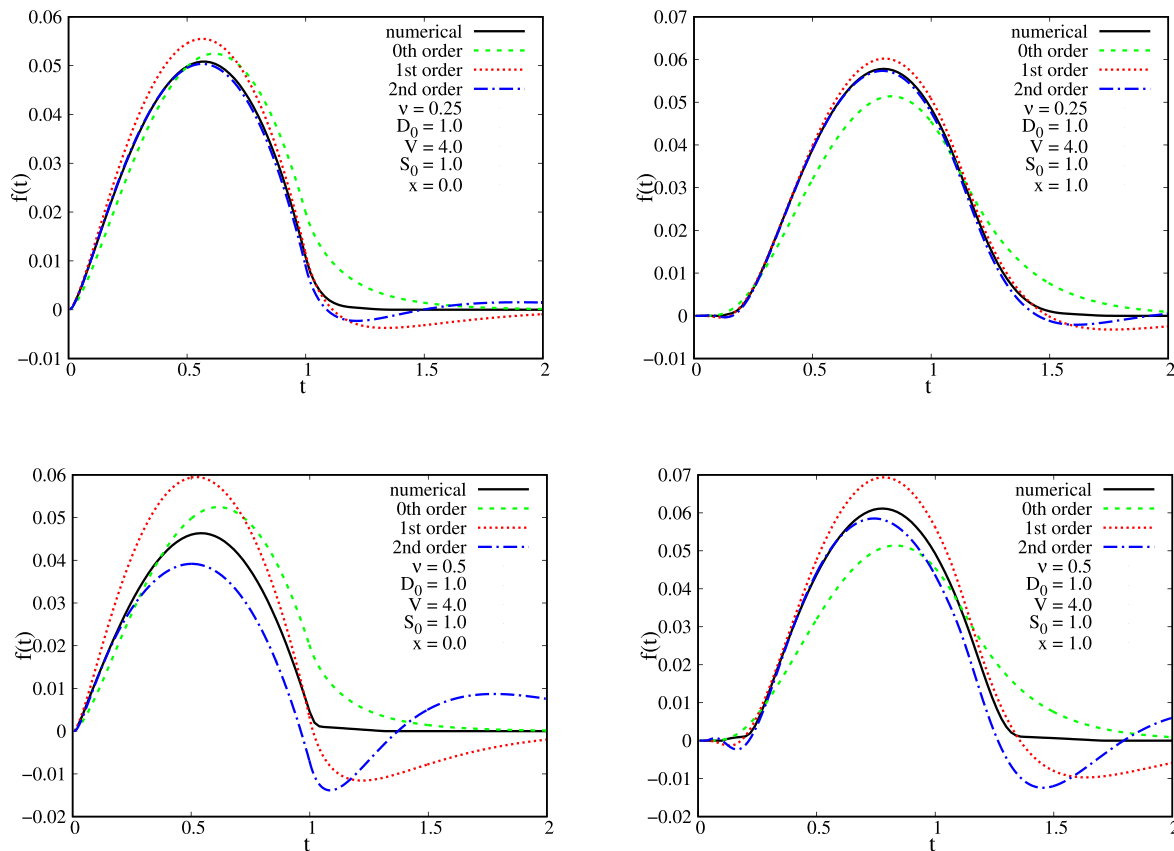 0.06
0.05
0.04
0.03
0.02
0.01
0
−0.01
f(t)
0
0.5
1
1.5
2
t
numerical
0th order
1st order
2nd order
ν = 0.25
D0 = 1.0
V = 4.0
S0 = 1.0
x = 0.0
0.07
0.06
0.05
0.04
0.03
0.02
0.01
0
−0.01
f(t)
0
0.5
1
1.5
2
t
numerical
0th order
1st order
2nd order
ν = 0.25
D0 = 1.0
V = 4.0
S0 = 1.0
x = 1.0
0.06
0.05
0.04
0.03
0.02
0.01
0
−0.01
−0.02
f(t)
0
0.5
1
1.5
2
t
numerical
0th order
1st order
2nd order
ν = 0.5
D0 = 1.0
V = 4.0
S0 = 1.0
x = 0.0
0.07
0.06
0.05
0.04
0.03
0.02
0.01
0
−0.01
−0.02
f(t)
0
0.5
1
1.5
2
t
numerical
0th order
1st order
2nd order
ν = 0.5
D0 = 1.0
V = 4.0
S0 = 1.0
x = 1.0